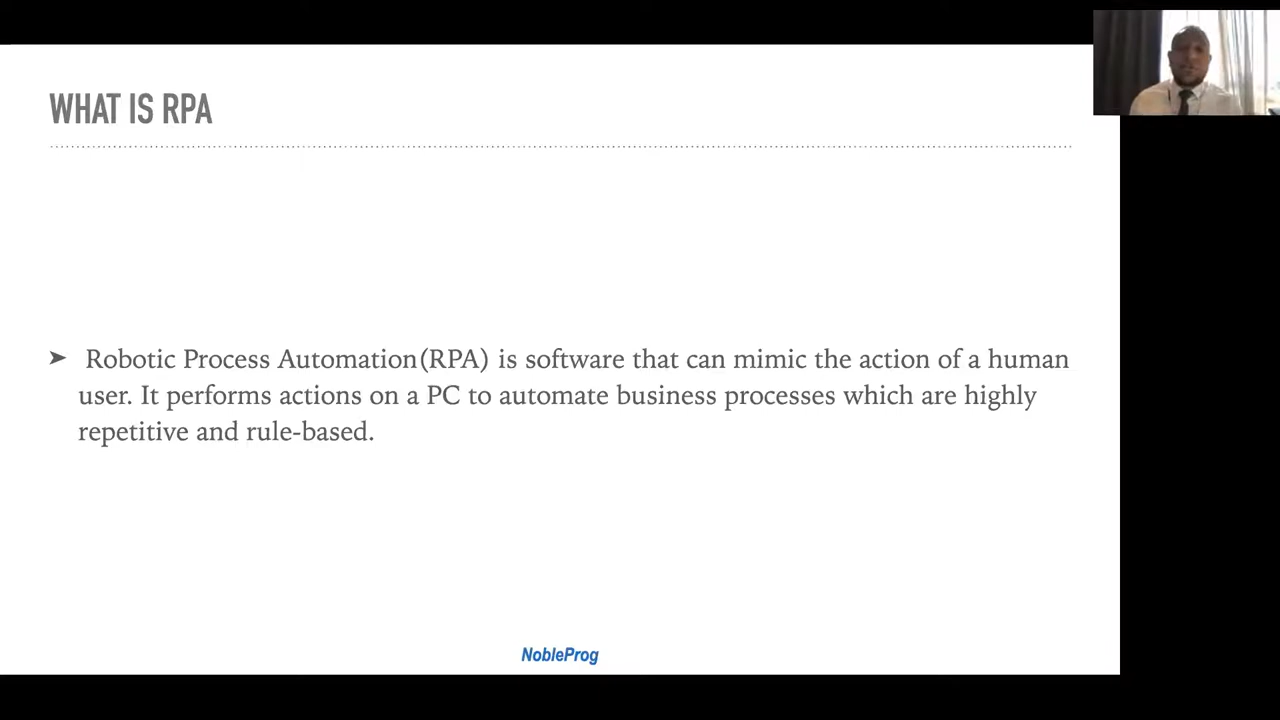 WHAT IS RPA
➤ Robotic Process Automation(RPA) is software that can mimic the action of a human
user. It performs actions on a PC to automate business processes which are highly
repetitive and rule-based.
NobleProg